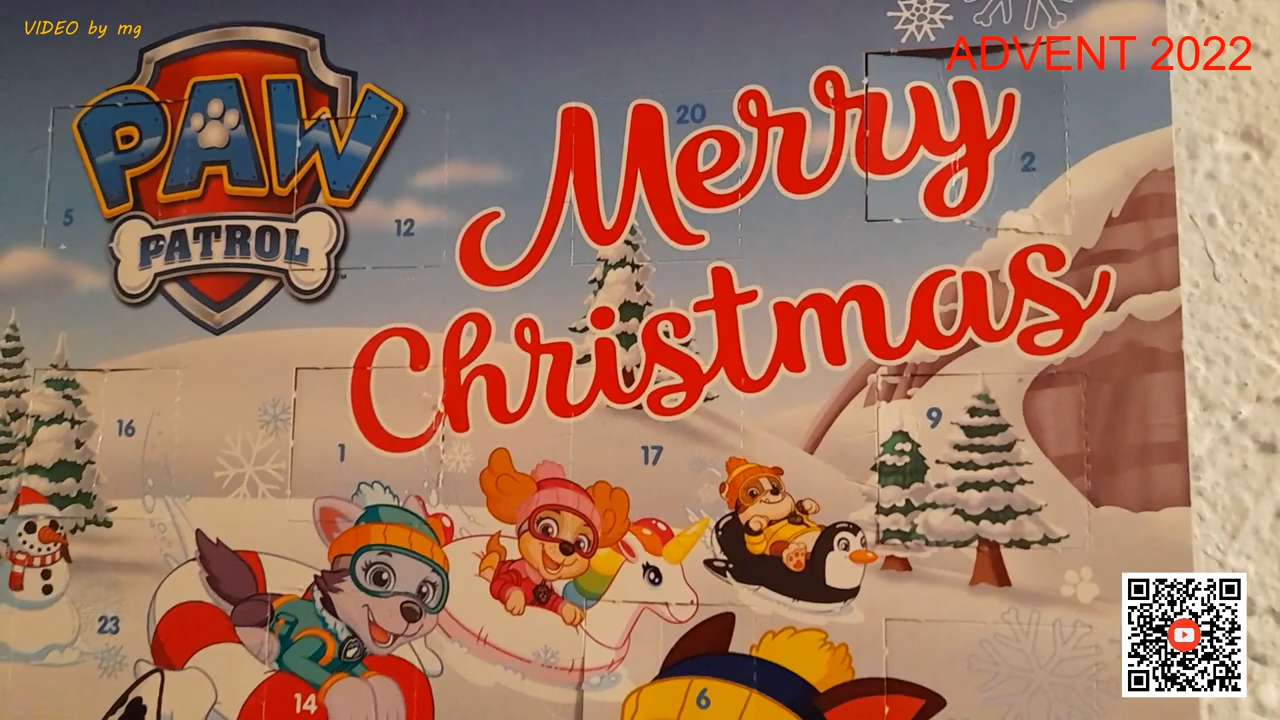 VIDEO by mg
ADVENT 2022
PAW
PATROL
Merry
Christmas
20
2
5
12
16
1
17
9
23
14
6